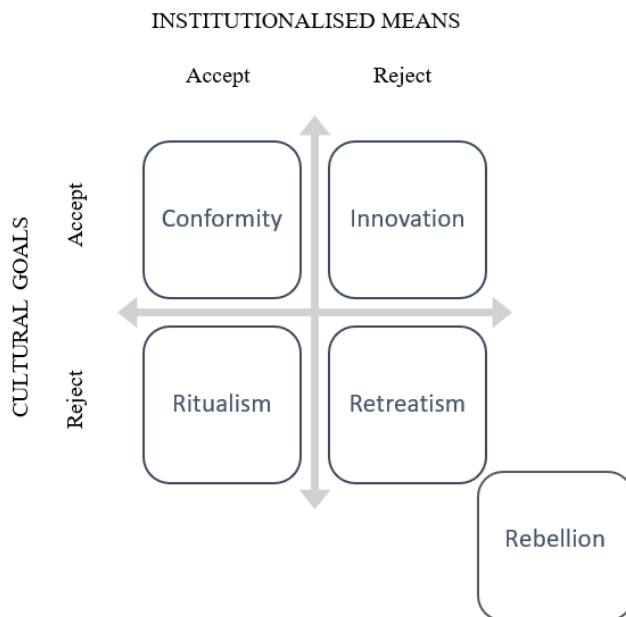 INSTITUTIONALISED MEANS
Accept
Reject
CULTURAL GOALS
Accept
Conformity
Innovation
Reject
Ritualism
Retreatism
Rebellion